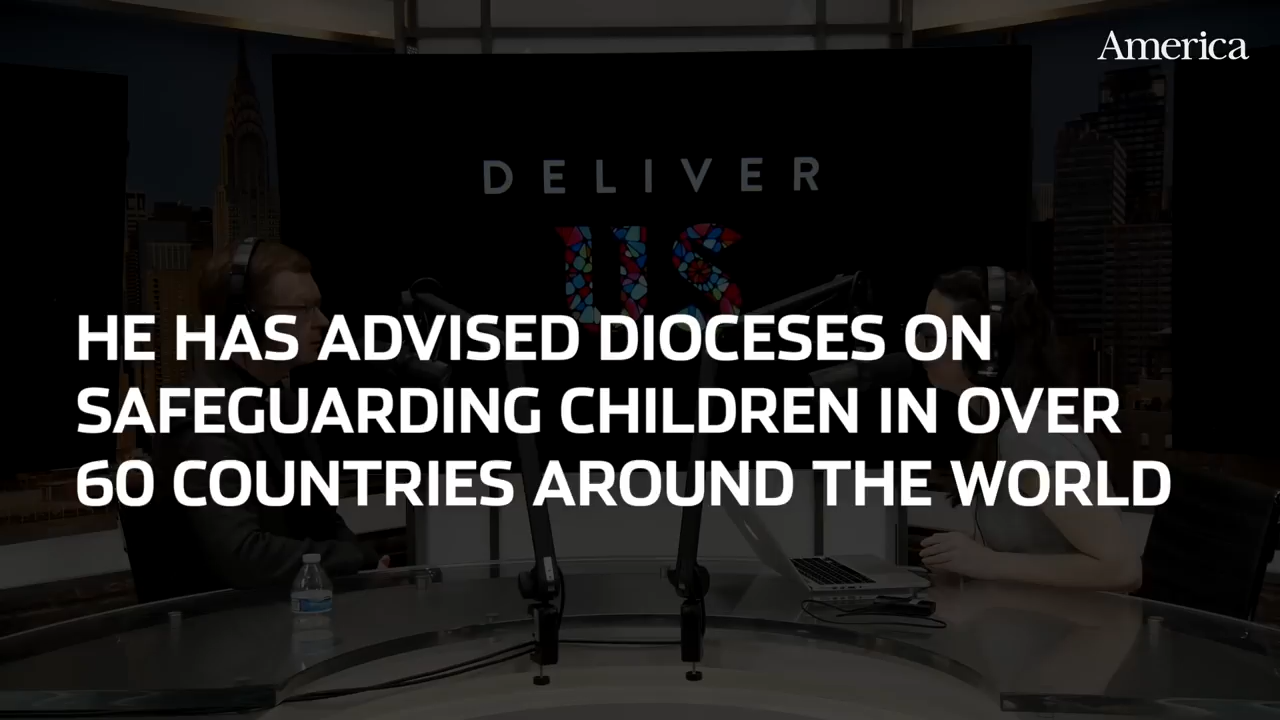 America
DELIVER
US
HE HAS ADVISED DIOCESES ON
SAFEGUARDING CHILDREN IN OVER
60 COUNTRIES AROUND THE WORLD